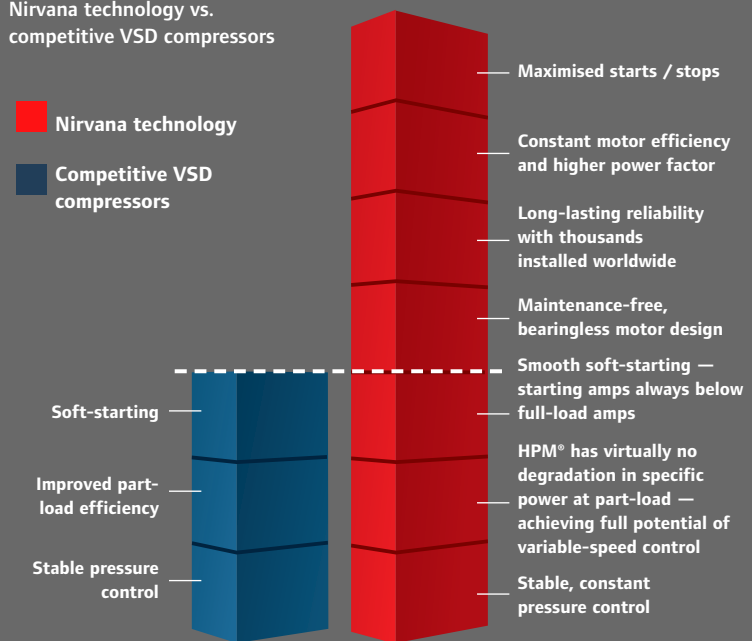 Nirvana technology vs.
competitive VSD compressors
Nirvana technology
Competitive VSD
compressors
Soft-starting
Improved part-
load efficiency
Stable pressure
control
Maximised starts / stops
Constant motor efficiency
and higher power factor
Long-lasting reliability
with thousands
installed worldwide
Maintenance-free,
bearingless motor design
Smooth soft-starting —
starting amps always below
full-load amps
HPM® has virtually no
degradation in specific
power at part-load —
achieving full potential of
variable-speed control
Stable, constant
pressure control